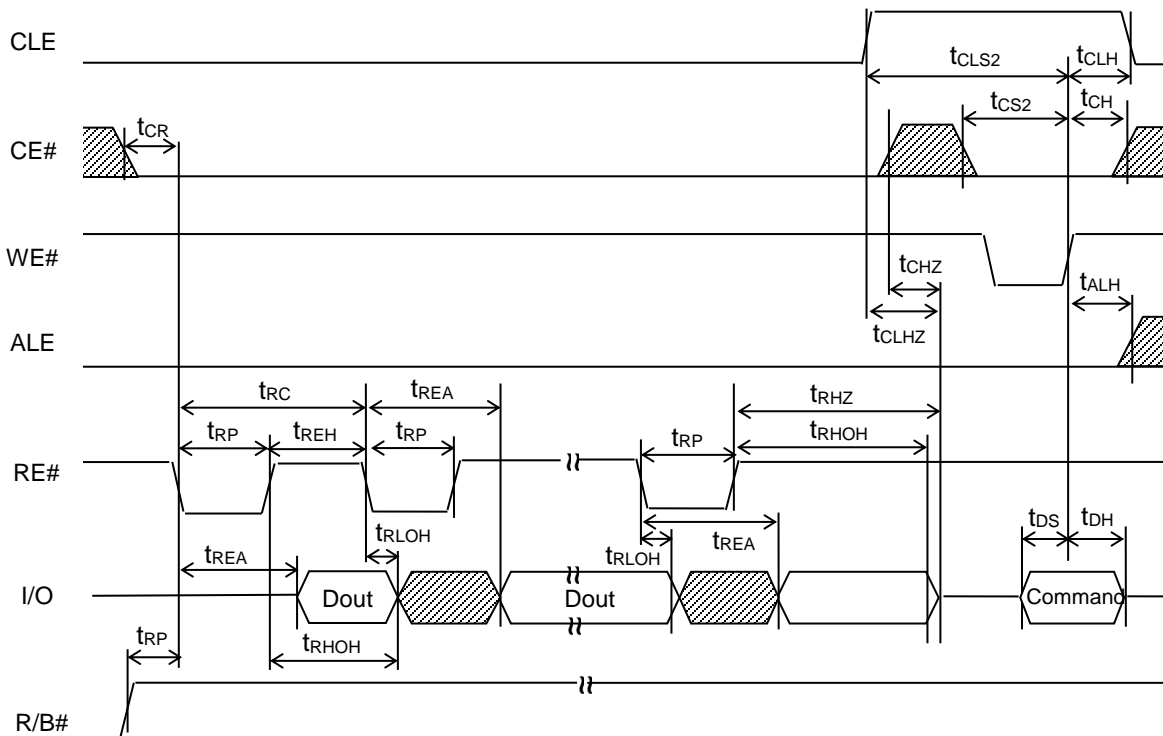 CLE
tCLS2 tCLH
tCS2 tCH
tCR
CE#
WE#
tCHZ
tALH
tCLHZ
ALE
tRC tREA
tRHZ
tRP tREH tRP
tRP tRHOH
RE#
tRLOH
tDS tDH
tREA
tRLOH tREA
I/O
Dout Dout Command
tRP
tRHOH
R/B#